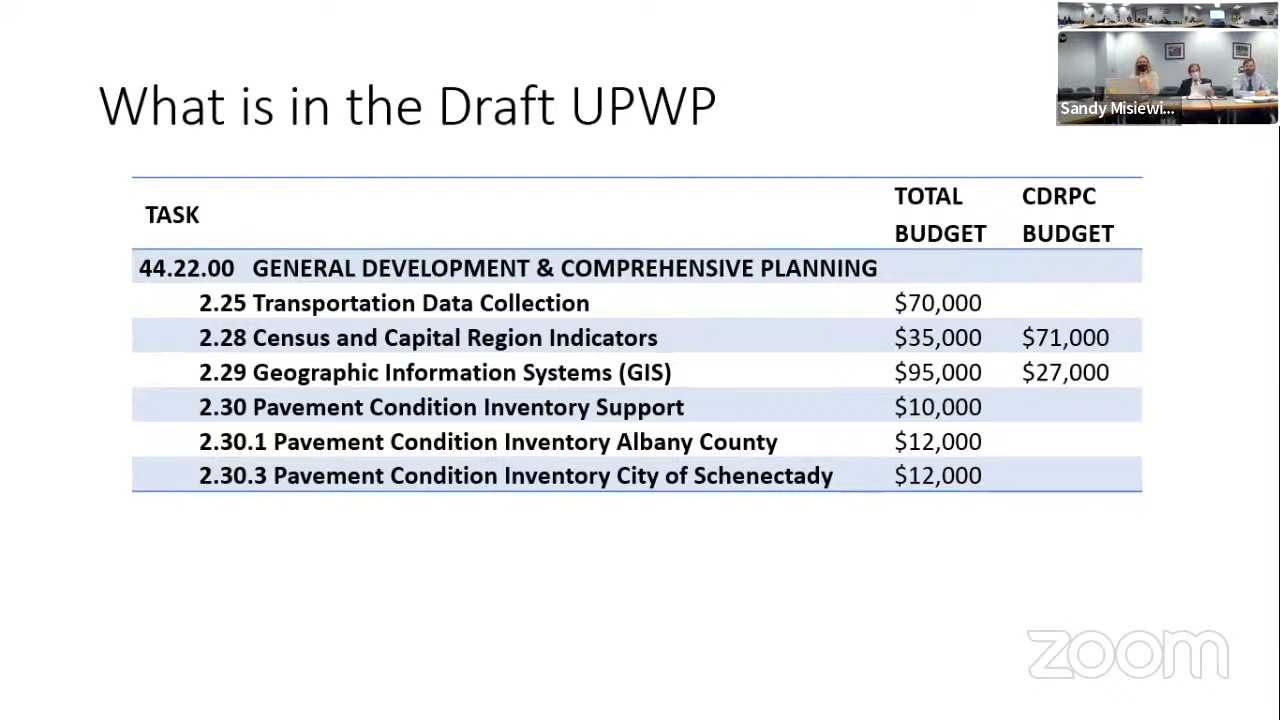 What is in the Draft UPWP
Sandy Misiewi...
TASK
TOTAL BUDGET
CDRPC BUDGET
44.22.00 GENERAL DEVELOPMENT & COMPREHENSIVE PLANNING
2.25 Transportation Data Collection $70,000
2.28 Census and Capital Region Indicators $35,000 $71,000
2.29 Geographic Information Systems (GIS) $95,000 $27,000
2.30 Pavement Condition Inventory Support $10,000
2.30.1 Pavement Condition Inventory Albany County $12,000
2.30.3 Pavement Condition Inventory City of Schenectady $12,000
zoom